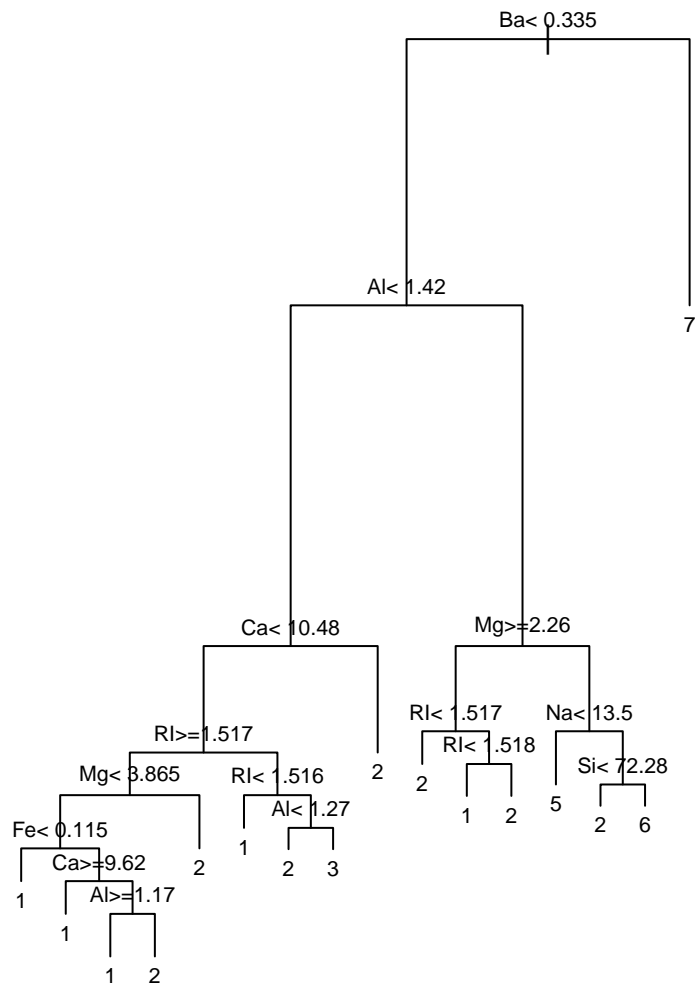 Ba< 0.335
Al< 1.42
7
Ca< 10.48
Mg>=2.26
RI>=1.517
2
RI< 1.517
Na< 13.5
Mg< 3.865
RI< 1.516
2
RI< 1.518
5
Si< 72.28
Fe< 0.115
2
1
Al< 1.27
1
2
2
6
1
Ca>=9.62
2
3
1
Al>=1.17
1
2